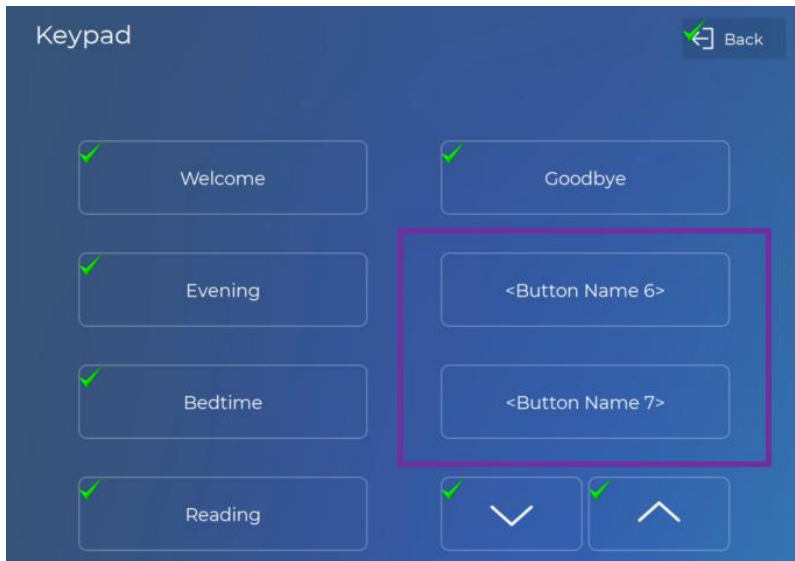 Keypad
Back
Welcome
Goodbye
Evening
<Button Name 6>
Bedtime
<Button Name 7>
Reading